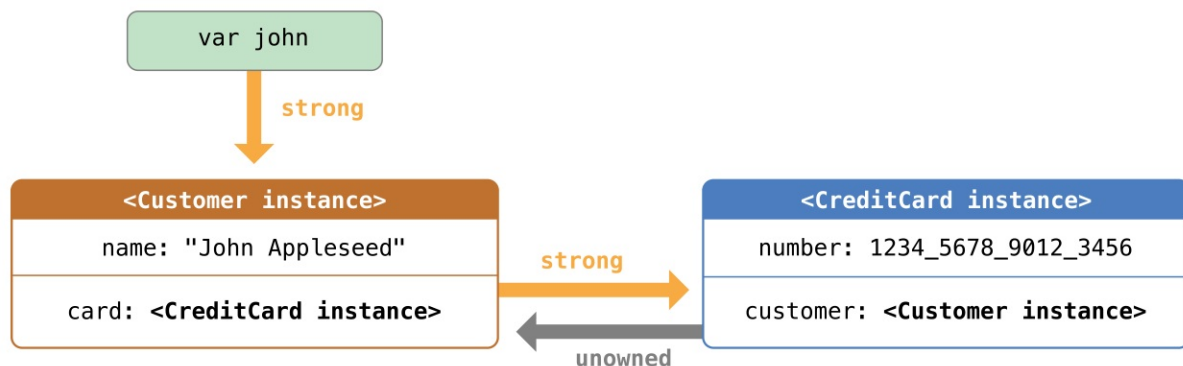 var john
strong
<Customer instance>
name: "John Appleseed"
card: <CreditCard instance>
strong
unowned
<CreditCard instance>
number: 1234_5678_9012_3456
customer: <Customer instance>